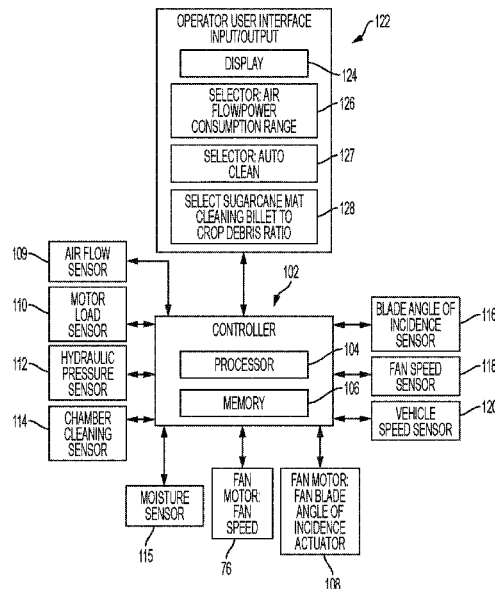 OPERATOR USER INTERFACE
INPUT/OUTPUT
122
DISPLAY
124
SELECTOR: AIR
FLOW/POWER
CONSUMPTION RANGE
126
SELECTOR: AUTO
CLEAN
127
SELECT SUGARCANE MAT
CLEANING BILLET TO
CROP DEBRIS RATIO
128
109
AIR FLOW
SENSOR
102
110
MOTOR
LOAD
SENSOR
112
HYDRAULIC
PRESSURE
SENSOR
114
CHAMBER
CLEANING
SENSOR
CONTROLLER
PROCESSOR
104
MEMORY
106
BLADE ANGLE OF
INCIDENCE
SENSOR
116
FAN SPEED
SENSOR
118
VEHICLE
SPEED SENSOR
120
MOISTURE
SENSOR
115
FAN
MOTOR:
FAN
SPEED
76
FAN MOTOR:
FAN BLADE
ANGLE OF
INCIDENCE
ACTUATOR
108